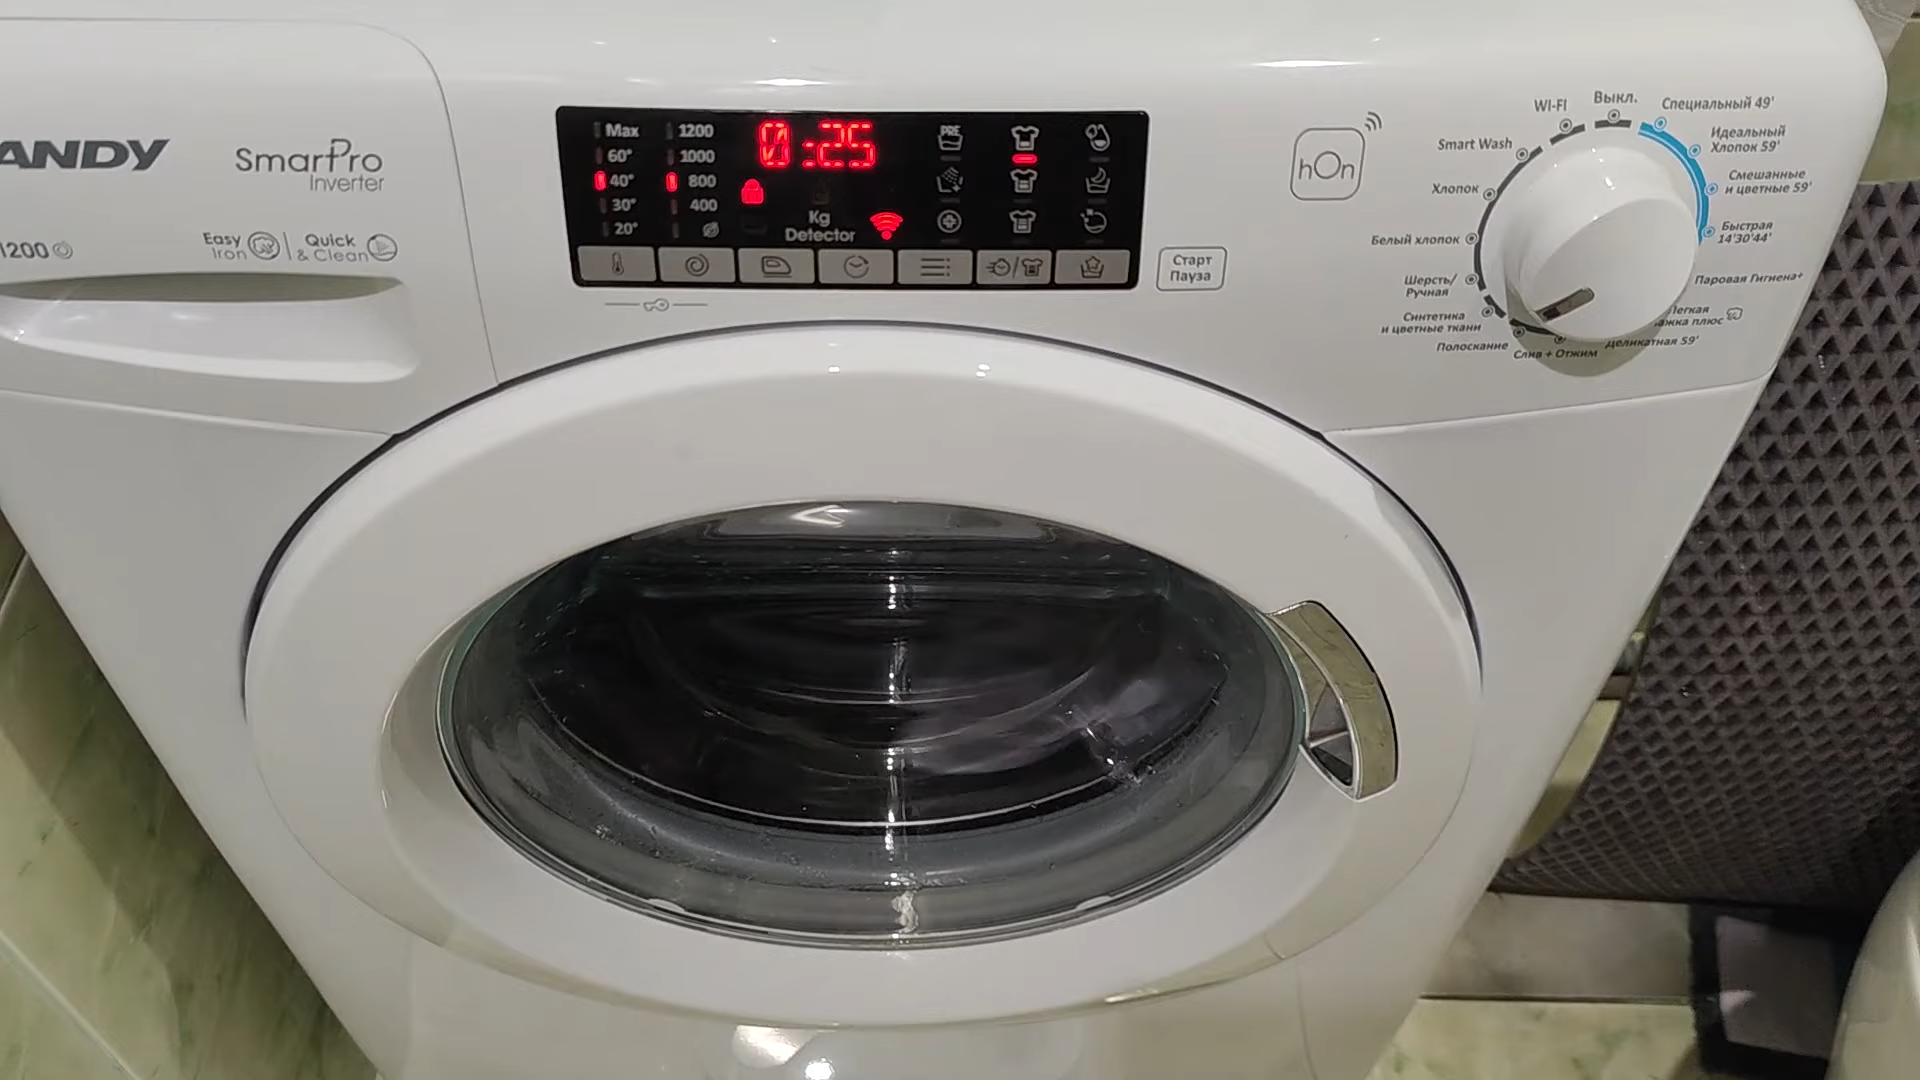 ANDY
SmartPro
Inverter
1200
Easy
Iron
Quick
& Clean
Max
60°
40°
30°
20°
1200
1000
800
400
0:25
Kg
Detector
PRE
Старт
Пауза
hOn
WI-FI
Выкл.
Специальный 49'
Идеальный
Хлопок 59'
Смешанные
и цветные 59'
Быстрая
14'30'44'
Паровая Гигиена+
Легкая
ажка плюс
Деликатная 59'
Слив + Отжим
Полоскание
Синтетика
и цветные ткани
Шерсть/
Ручная
Белый хлопок
Хлопок
Smart Wash